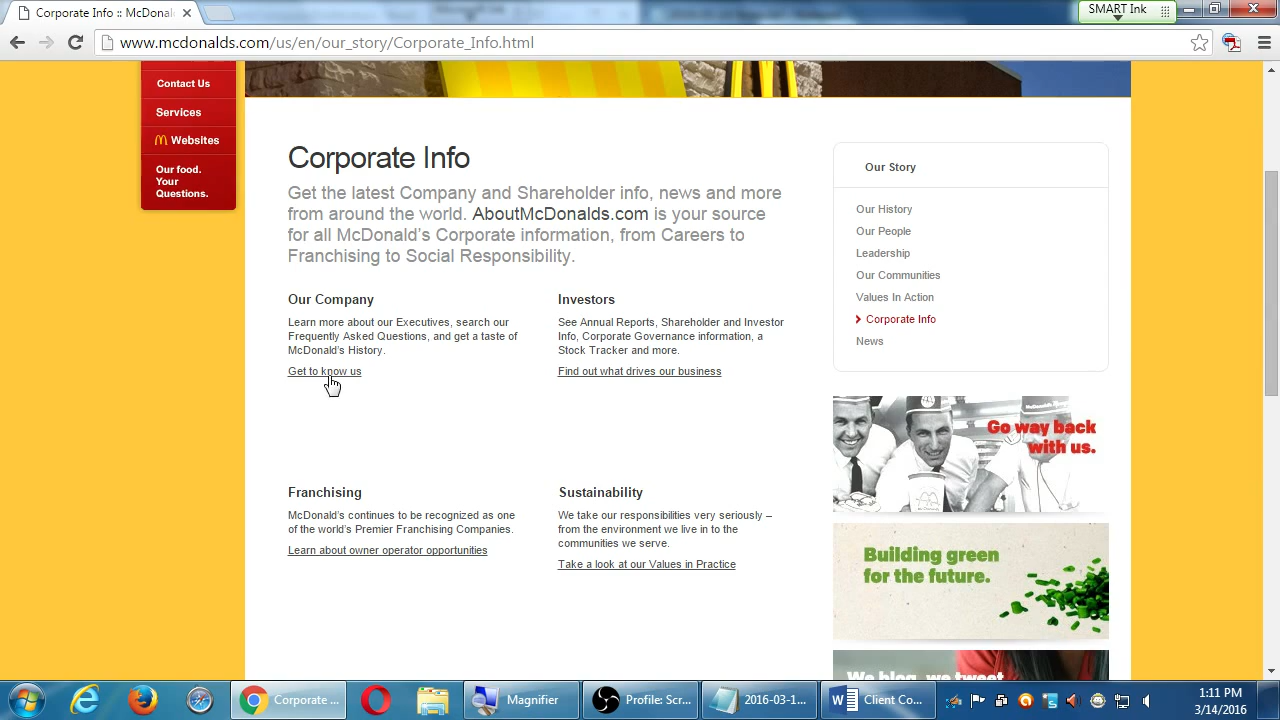 Corporate Info :: McDonal
SMART Ink
www.mcdonalds.com/us/en/our_story/Corporate_Info.html
Contact Us
Services
Websites
Our food.
Your
Questions.
Corporate Info
Get the latest Company and Shareholder info, news and more
from around the world. AboutMcDonalds.com is your source
for all McDonald's Corporate information, from Careers to
Franchising to Social Responsibility.
Our Company
Learn more about our Executives, search our
Frequently Asked Questions, and get a taste of
McDonald's History.
Get to know us
Investors
See Annual Reports, Shareholder and Investor
Info, Corporate Governance information, a
Stock Tracker and more.
Find out what drives our business
Franchising
McDonald's continues to be recognized as one
of the world's Premier Franchising Companies.
Learn about owner operator opportunities
Sustainability
We take our responsibilities very seriously –
from the environment we live in to the
communities we serve.
Take a look at our Values in Practice
Our Story
Our History
Our People
Leadership
Our Communities
Values In Action
Corporate Info
News
Go way back
with us.
Building green
for the future.
We blog, we tweet
Corporate ...
Magnifier
Profile: Scr...
2016-03-1...
Client Co...
1:11 PM
3/14/2016